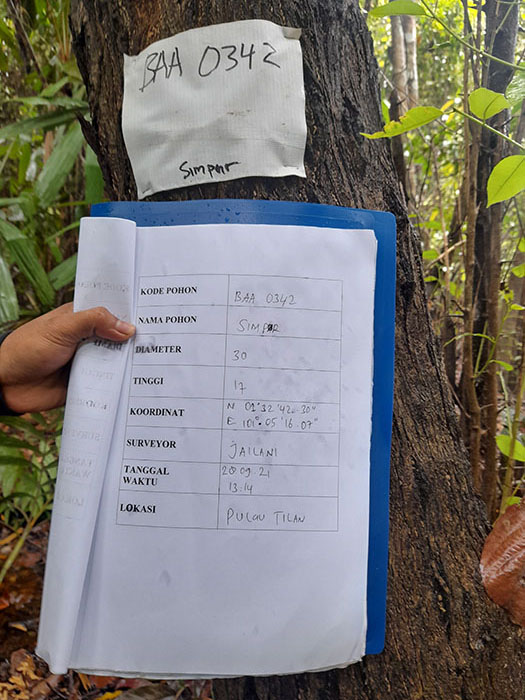 BAA 0342
Simpur
KODE POHON BAA 0342
NAMA POHON SIMPUR
DIAMETER 30
TINGGI 17
KOORDINAT N 01° 32' 42.30"
E 101° 05' 16.07"
SURVEYOR JAILANI
TANGGAL 20.09.21
WAKTU 13:14
LOKASI PULAU TILAN